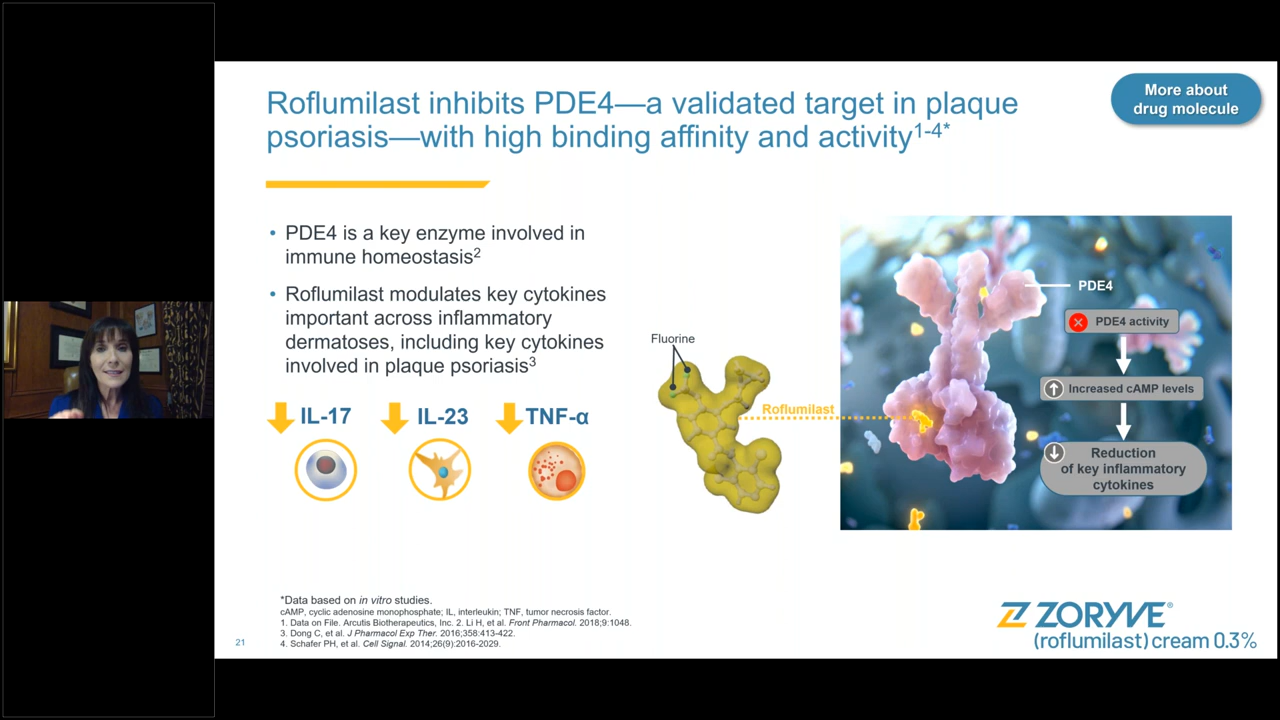 Roflumilast inhibits PDE4—a validated target in plaque
psoriasis—with high binding affinity and activity1-4*
More about
drug molecule
• PDE4 is a key enzyme involved in
immune homeostasis2
• Roflumilast modulates key cytokines
important across inflammatory
dermatoses, including key cytokines
involved in plaque psoriasis3
IL-17
IL-23
TNF-α
Fluorine
Roflumilast
PDE4
PDE4 activity
Increased cAMP levels
Reduction
of key inflammatory
cytokines
*Data based on in vitro studies.
cAMP, cyclic adenosine monophosphate; IL, interleukin; TNF, tumor necrosis factor.
1. Data on File. Arcutis Biotherapeutics, Inc. 2. Li H, et al. Front Pharmacol. 2018;9:1048.
3. Dong C, et al. J Pharmacol Exp Ther. 2016;358:413-422.
4. Schafer PH, et al. Cell Signal. 2014;26(9):2016-2029.
21
ZORYVE®
(roflumilast) cream 0.3%